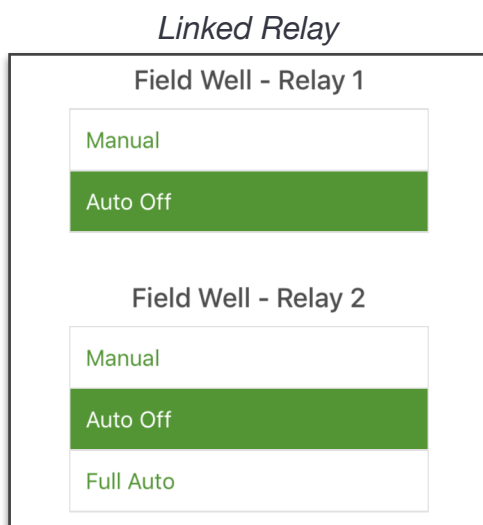 Linked Relay
Field Well - Relay 1
Manual
Auto Off
Field Well - Relay 2
Manual
Auto Off
Full Auto